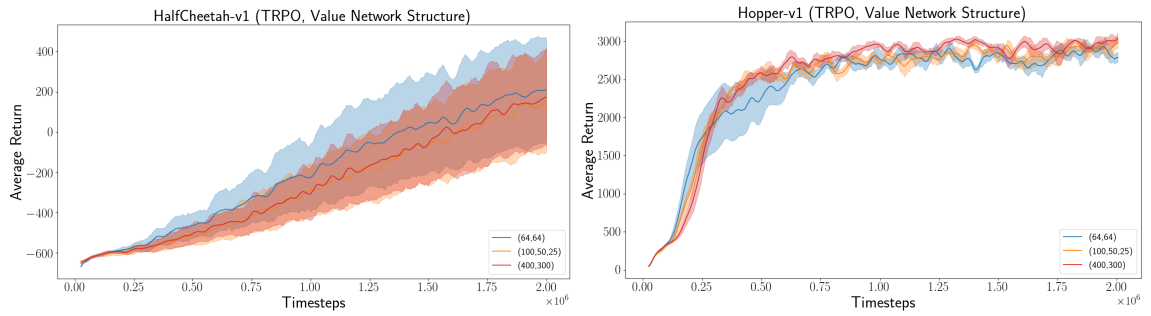 HalfCheetah-v1 (TRPO, Value Network Structure)
Average Return
400
200
0
−200
−400
−600
(64,64)
(100,50,25)
(400,300)
0.00 0.25 0.50 0.75 1.00 1.25 1.50 1.75 2.00
Timesteps
×10⁶
Hopper-v1 (TRPO, Value Network Structure)
Average Return
3000
2500
2000
1500
1000
500
0
(64,64)
(100,50,25)
(400,300)
0.00 0.25 0.50 0.75 1.00 1.25 1.50 1.75 2.00
Timesteps
×10⁶